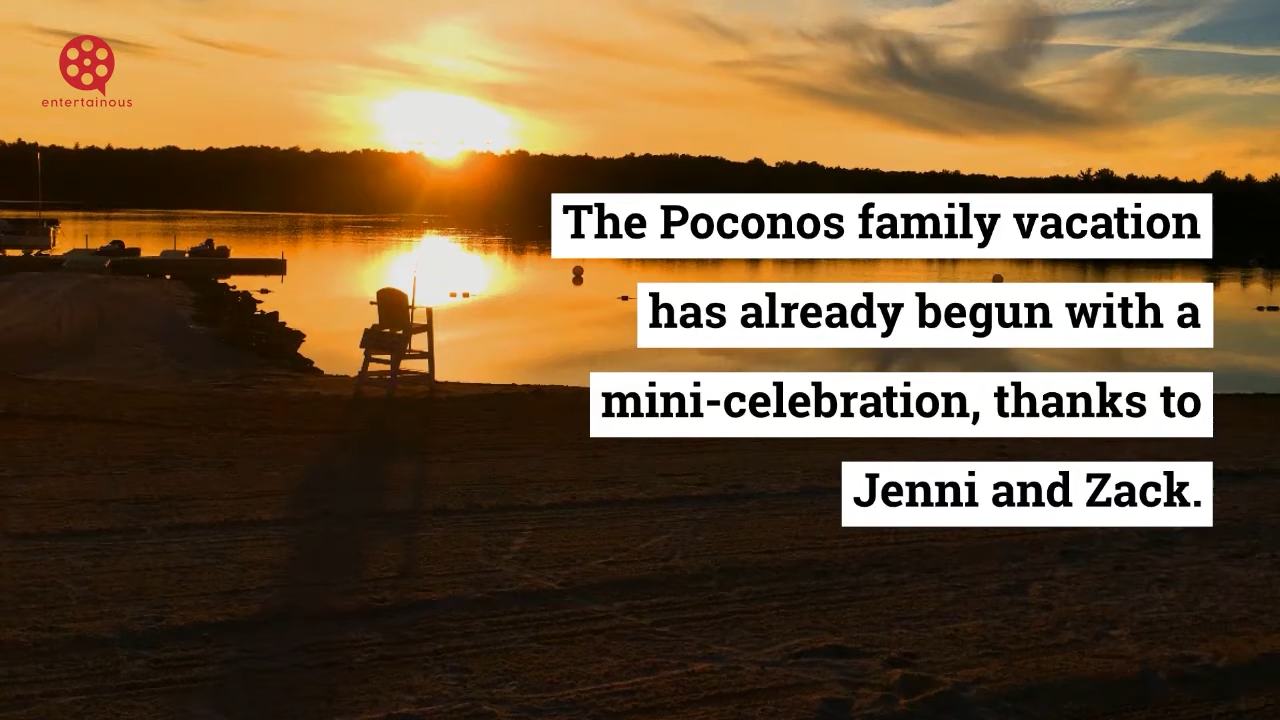 entertainous
The Poconos family vacation
has already begun with a
mini-celebration, thanks to
Jenni and Zack.